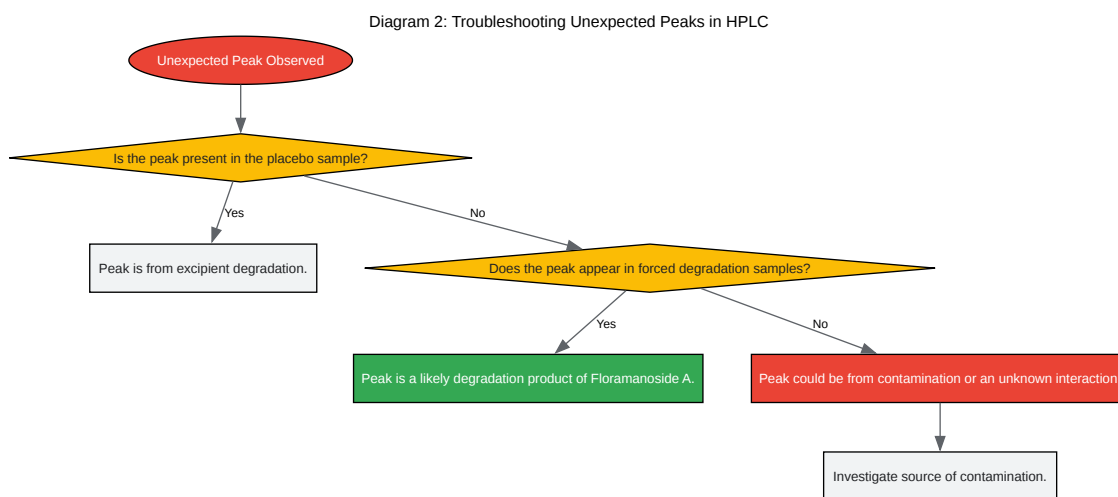 Diagram 2: Troubleshooting Unexpected Peaks in HPLC
Unexpected Peak Observed
Is the peak present in the placebo sample?
Yes
No
Peak is from excipient degradation.
Does the peak appear in forced degradation samples?
Yes
No
Peak is a likely degradation product of Floramanoside A.
Peak could be from contamination or an unknown interaction
Investigate source of contamination.